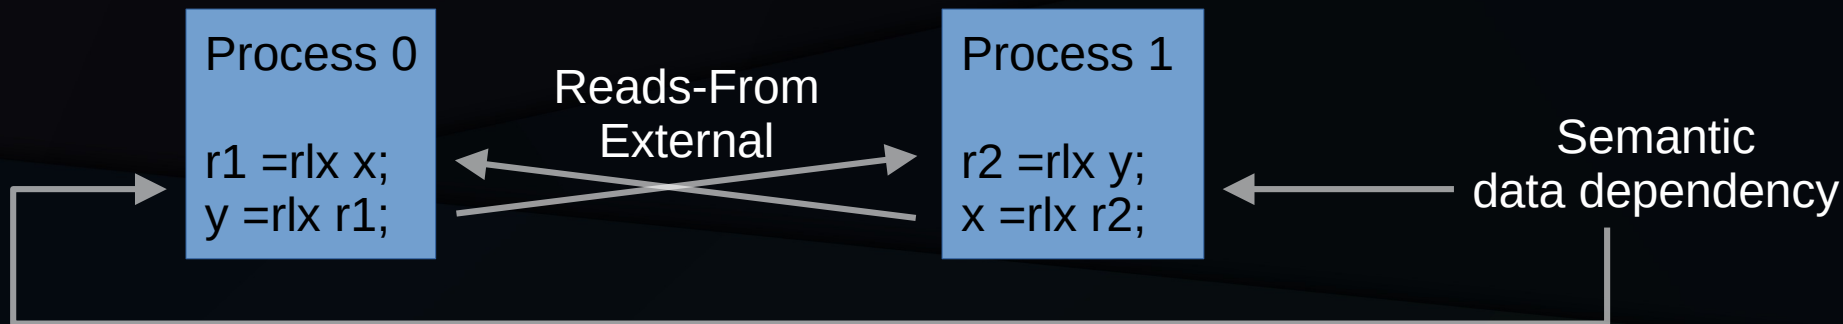 Process 0
r1 =rlx x;
y =rlx r1;
Reads-From
External
Process 1
r2 =rlx y;
x =rlx r2;
Semantic
data dependency